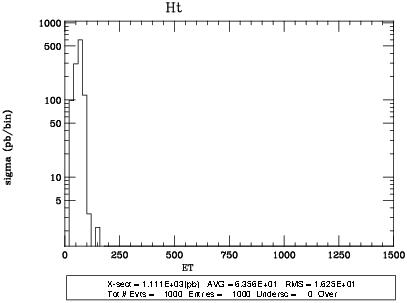 Ht
1000
500
100
50
10
5
sigma (pb/bin)
0 250 500 750 1000 1250 1500
ET
X-sect = 1.111E+03(pb) AVG = 6.356E+01 RMS = 1.625E+01
Tot # Evts = 1000 Entries = 1000 Undersc = 0 Over